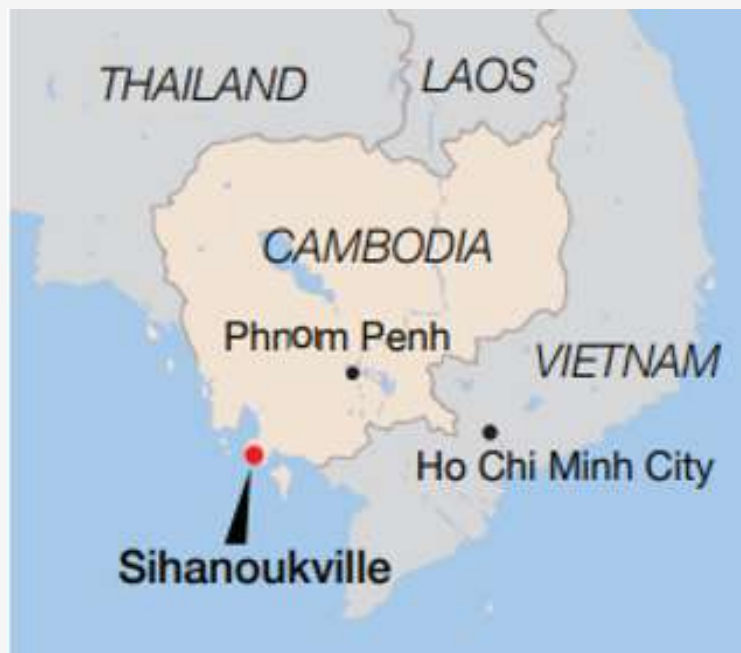 THAILAND
LAOS
CAMBODIA
Phnom Penh
VIETNAM
Ho Chi Minh City
Sihanoukville